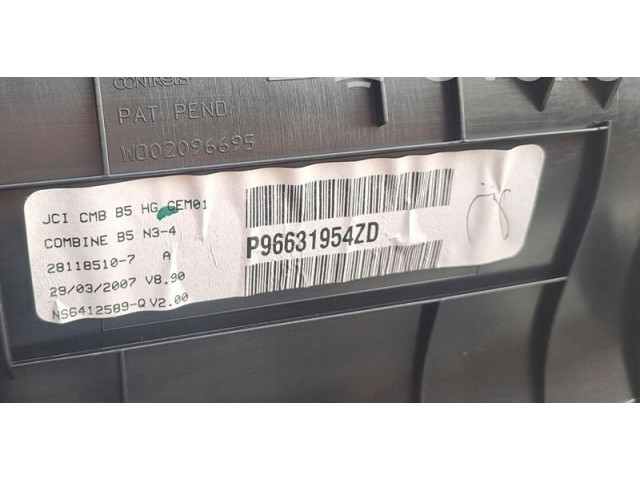 CONTROLS
PAT. PEND.
W002096695
JCI CMB B5 HG GEM01
COMBINE B5 N3-4
28118510-7 A
29/03/2007 V8.90
NS6412589-Q V2.00
P96631954ZD